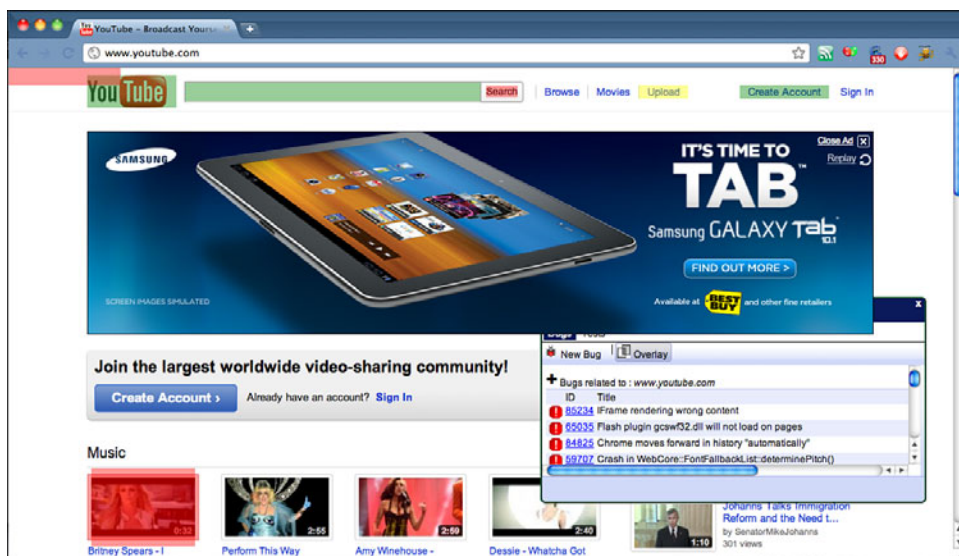 YouTube - Broadcast Yourse
www.youtube.com
330
YouTube
Search
Browse
Movies
Upload
Create Account
Sign In
SAMSUNG
IT'S TIME TO
TAB™
Samsung GALAXY Tab
10.1
Close Ad X
Replay
FIND OUT MORE >
SCREEN IMAGES SIMULATED
Available at BEST BUY and other fine retailers
x
New Bug
Overlay
+ Bugs related to : www.youtube.com
ID Title
85234 IFrame rendering wrong content
65035 Flash plugin gcswf32.dll will not load on pages
84825 Chrome moves forward in history "automatically"
59707 Crash in WebCore::FontFallbackList::determinePitch()
Join the largest worldwide video-sharing community!
Create Account ›
Already have an account? Sign In
Music
0:32
2:55
2:59
2:40
1:10
Britney Spears - I
Perform This Way
Amy Winehouse -
Dessie - Whatcha Got
Johanns Talks Immigration
Reform and the Need t...
by SenatorMikeJohanns
301 views